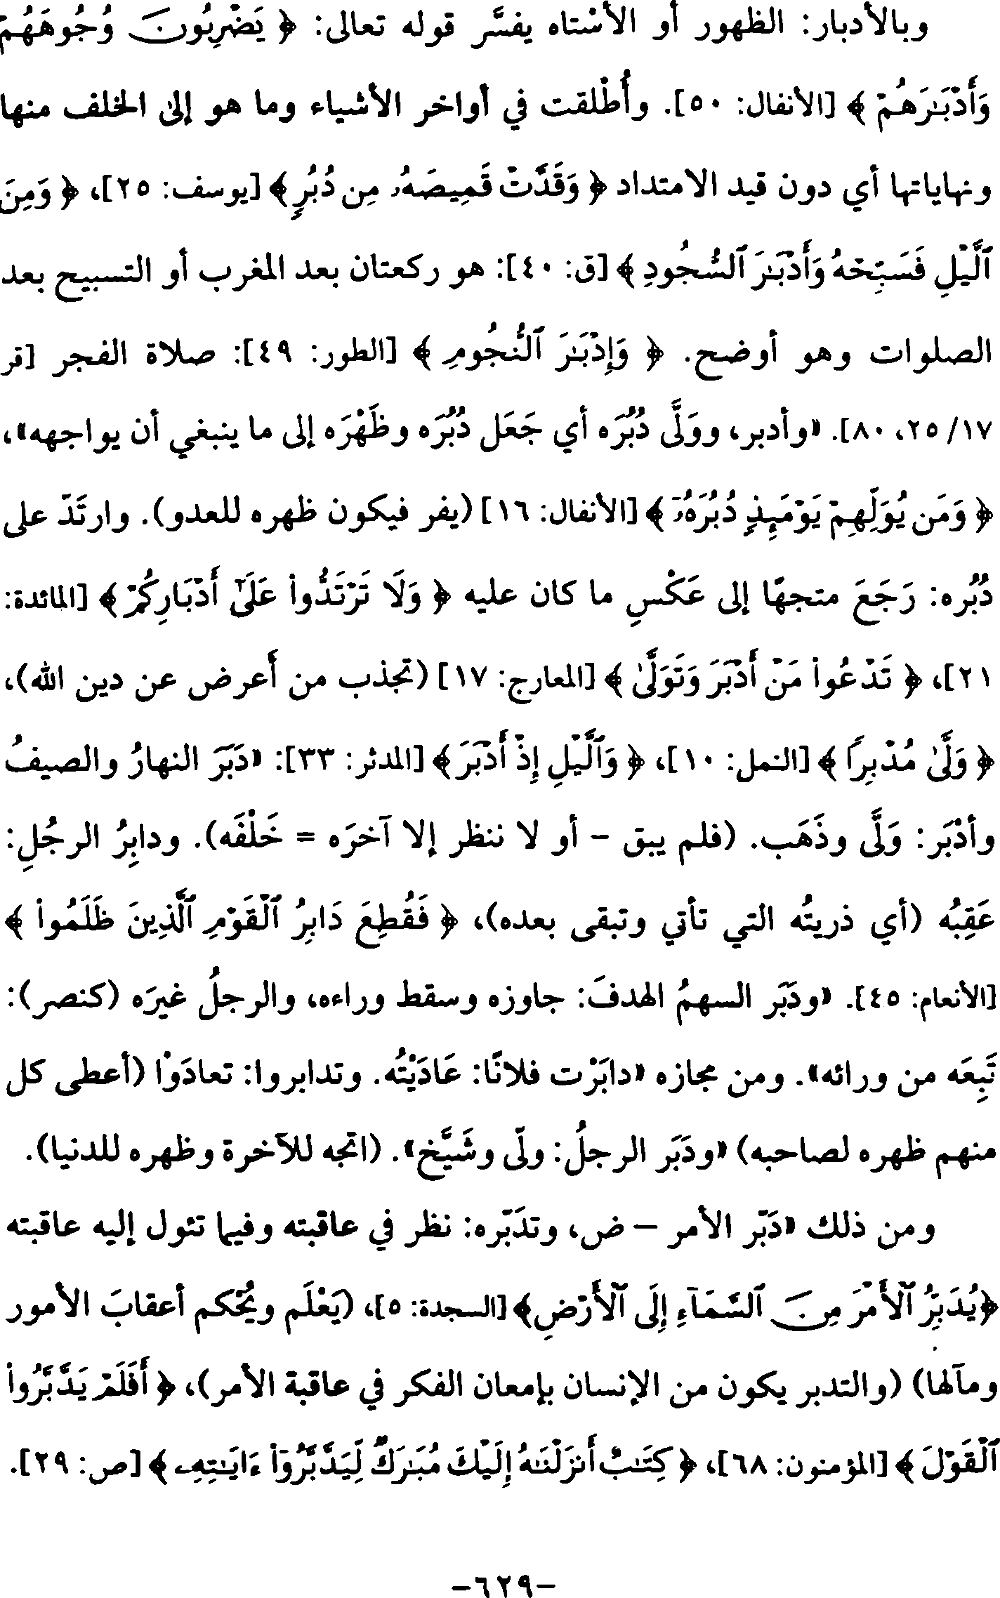 وبالأدبار: الظهور أو الأسْتاه يفسَّر قوله تعالى: ﴿ يَضْرِبُونَ وُجُوهَهُمْ
وَأَدْبَٰرَهُمْ ﴾ [الأنفال: ٥٠]. وأُطْلقت في أواخر الأشياء وما هو إلى الخلف منها
ونهاياتها أي دون قيد الامتداد ﴿ وَقَدَّتْ قَمِيصَهُۥ مِن دُبُرٍ ﴾ [يوسف: ٢٥]، ﴿ وَمِنَ
ٱلَّيْلِ فَسَبِّحْهُ وَأَدْبَٰرَ ٱلسُّجُودِ ﴾ [ق: ٤٠]: هو ركعتان بعد المغرب أو التسبيح بعد
الصلوات وهو أوضح. ﴿ وَإِدْبَٰرَ ٱلنُّجُومِ ﴾ [الطور: ٤٩]: صلاة الفجر [قر
١٧/ ٢٥، ٨٠]. «وأدبر، وولَّى دُبُرَه أي جَعَل دُبُرَه وظَهْرَه إلى ما ينبغي أن يواجهه»،
﴿ وَمَن يُوَلِّهِمْ يَوْمَئِذٍ دُبُرَهُۥٓ ﴾ [الأنفال: ١٦] (يفر فيكون ظهره للعدو). وارتَدّ على
دُبُره: رَجَعَ متجهًا إلى عَكْسِ ما كان عليه ﴿ وَلَا تَرْتَدُّوا۟ عَلَىٰٓ أَدْبَارِكُمْ ﴾ [المائدة:
٢١]، ﴿ تَدْعُوا۟ مَنْ أَدْبَرَ وَتَوَلَّىٰ ﴾ [المعارج: ١٧] (تجذب من أعرض عن دين الله)،
﴿ وَلَّىٰ مُدْبِرًا ﴾ [النمل: ١٠]، ﴿ وَٱلَّيْلِ إِذْ أَدْبَرَ ﴾ [المدثر: ٣٣]: «دَبَرَ النهارُ والصيفُ
وأدْبَر: وَلَّى وذَهَب. (فلم يبق – أو لا ننظر إلا آخرَه = خَلْفَه). ودابِرُ الرجُلِ:
عَقِبُه (أي ذريتُه التي تأتي وتبقى بعده)، ﴿ فَقُطِعَ دَابِرُ ٱلْقَوْمِ ٱلَّذِينَ ظَلَمُوا۟ ﴾
[الأنعام: ٤٥]. «ودَبَر السهمُ الهدفَ: جاوزه وسقط وراءه، والرجلُ غيرَه (كنصر):
تَبِعَه من ورائه». ومن مجازه «دابَرْت فلانًا: عَادَيْتُه. وتدابروا: تعادَوْا (أعطى كل
منهم ظهره لصاحبه) «ودَبَر الرجلُ: ولّى وشَيَّخ». (اتجه للآخرة وظهره للدنيا).
ومن ذلك «دَبّر الأمر – ض، وتدَبّره: نظر في عاقبته وفيما تئول إليه عاقبته
﴿ يُدَبِّرُ ٱلْأَمْرَ مِنَ ٱلسَّمَآءِ إِلَى ٱلْأَرْضِ ﴾ [السجدة: ٥]، (يَعْلَم ويُحْكم أعقابَ الأمور
ومآلها) (والتدبر يكون من الإنسان بإمعان الفكر في عاقبة الأمر)، ﴿ أَفَلَمْ يَدَّبَّرُوا۟
ٱلْقَوْلَ ﴾ [المؤمنون: ٦٨]، ﴿ كِتَٰبٌ أَنزَلْنَٰهُ إِلَيْكَ مُبَٰرَكٌ لِّيَدَّبَّرُوٓا۟ ءَايَٰتِهِۦ ﴾ [ص: ٢٩].
–٦٢٩–